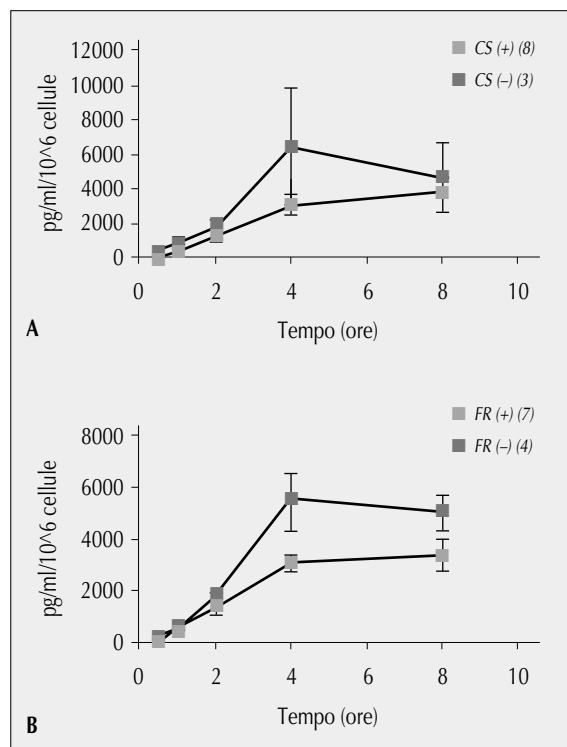 12000
10000
8000
6000
4000
2000
0
pg/ml/10^6 cellule
CS (+) (8)
CS (–) (3)
0 2 4 6 8 10
Tempo (ore)
A
8000
6000
4000
2000
0
pg/ml/10^6 cellule
FR (+) (7)
FR (–) (4)
0 2 4 6 8 10
Tempo (ore)
B